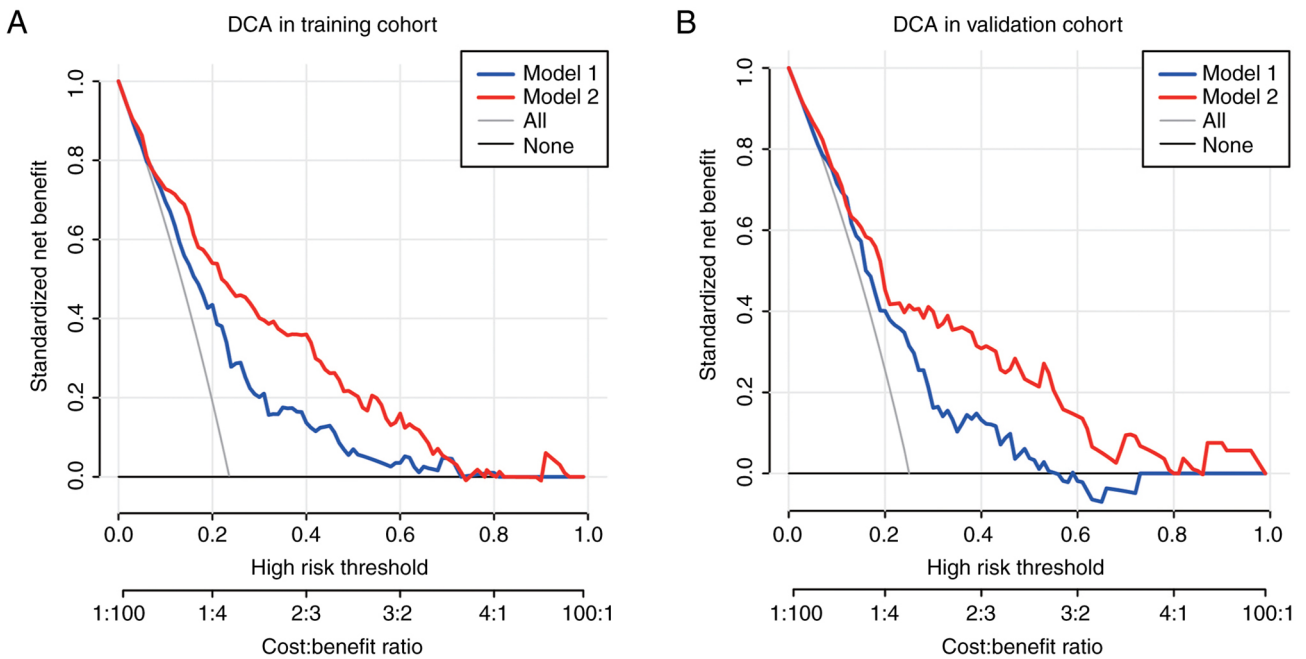 A
DCA in training cohort
Model 1
Model 2
All
None
Standardized net benefit
1.0
0.8
0.6
0.4
0.2
0.0
0.0 0.2 0.4 0.6 0.8 1.0
High risk threshold
1:100 1:4 2:3 3:2 4:1 100:1
Cost:benefit ratio
B
DCA in validation cohort
Model 1
Model 2
All
None
Standardized net benefit
1.0
0.8
0.6
0.4
0.2
0.0
0.0 0.2 0.4 0.6 0.8 1.0
High risk threshold
1:100 1:4 2:3 3:2 4:1 100:1
Cost:benefit ratio